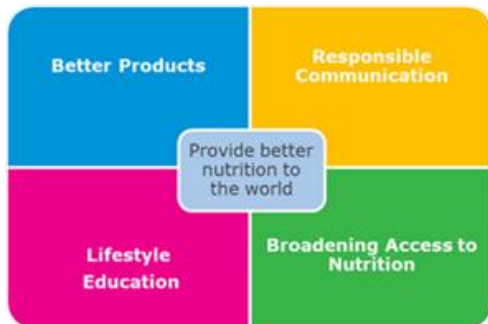 Better Products
Responsible
Communication
Provide better
nutrition to
the world
Lifestyle
Education
Broadening Access to
Nutrition